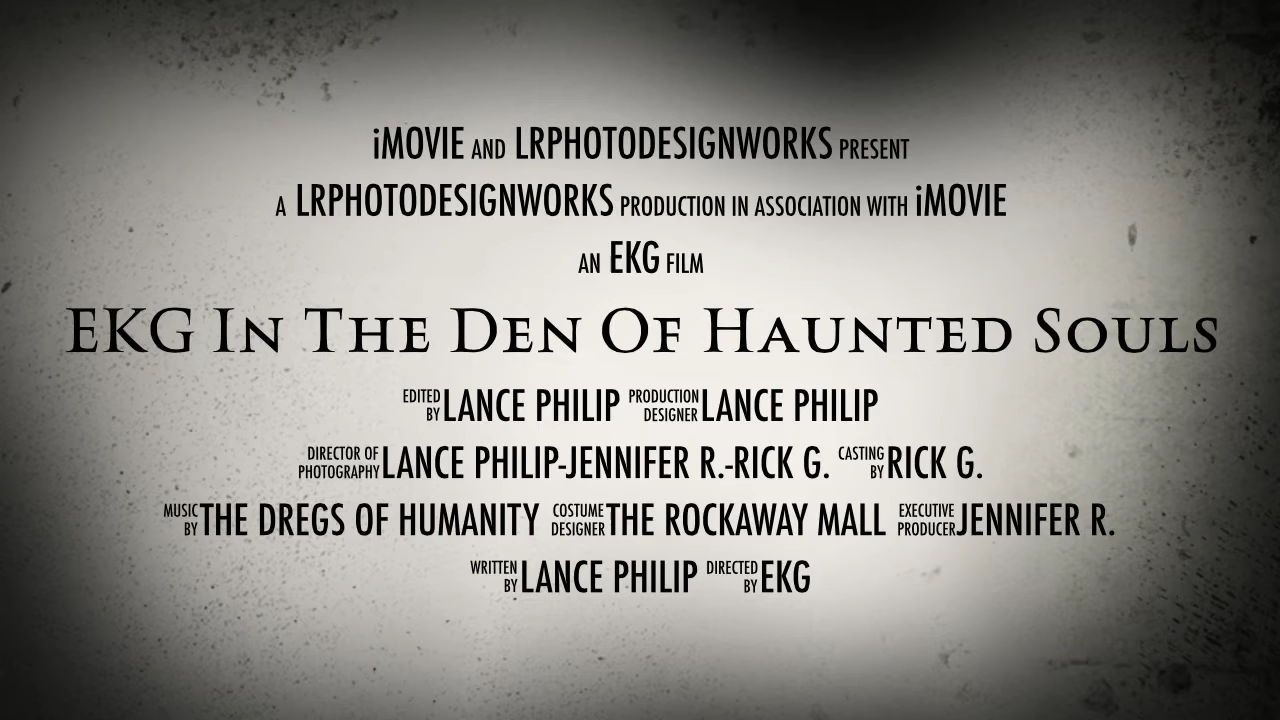 iMOVIE AND LRPHOTODESIGNWORKS PRESENT
A LRPHOTODESIGNWORKS PRODUCTION IN ASSOCIATION WITH iMOVIE
AN EKG FILM
EKG IN THE DEN OF HAUNTED SOULS
EDITED BY LANCE PHILIP PRODUCTION DESIGNER LANCE PHILIP
DIRECTOR OF PHOTOGRAPHY LANCE PHILIP-JENNIFER R.-RICK G. CASTING BY RICK G.
MUSIC BY THE DREGS OF HUMANITY COSTUME DESIGNER THE ROCKAWAY MALL EXECUTIVE PRODUCER JENNIFER R.
WRITTEN BY LANCE PHILIP DIRECTED BY EKG